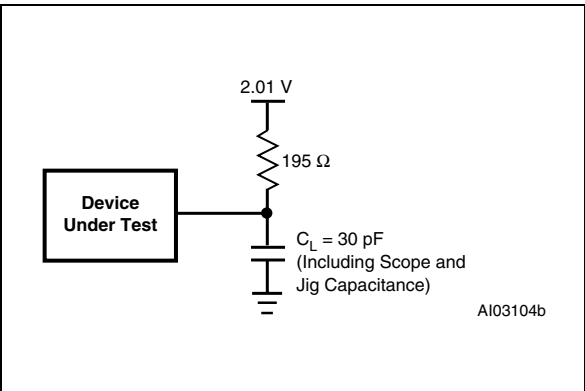 2.01 V
195 Ω
Device
Under Test
C_L = 30 pF
(Including Scope and
Jig Capacitance)
AI03104b